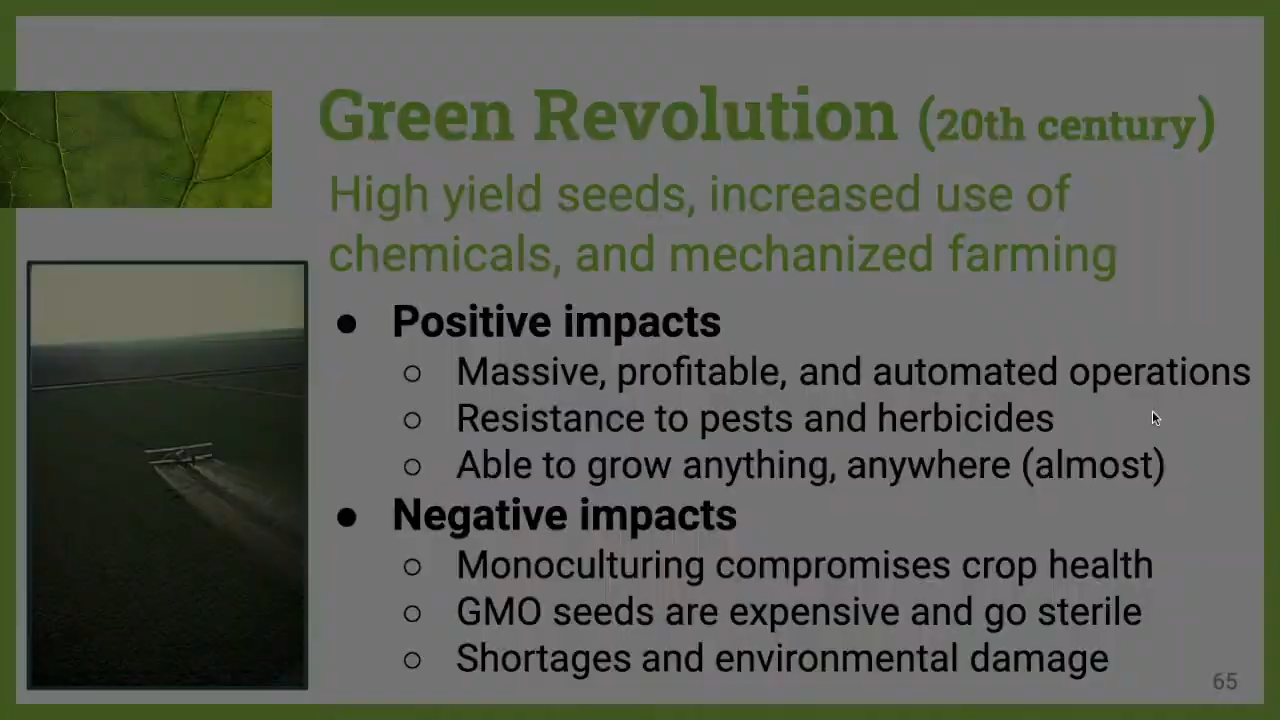 Green Revolution (20th century)
High yield seeds, increased use of
chemicals, and mechanized farming
● Positive impacts
○ Massive, profitable, and automated operations
○ Resistance to pests and herbicides
○ Able to grow anything, anywhere (almost)
● Negative impacts
○ Monoculturing compromises crop health
○ GMO seeds are expensive and go sterile
○ Shortages and environmental damage
65